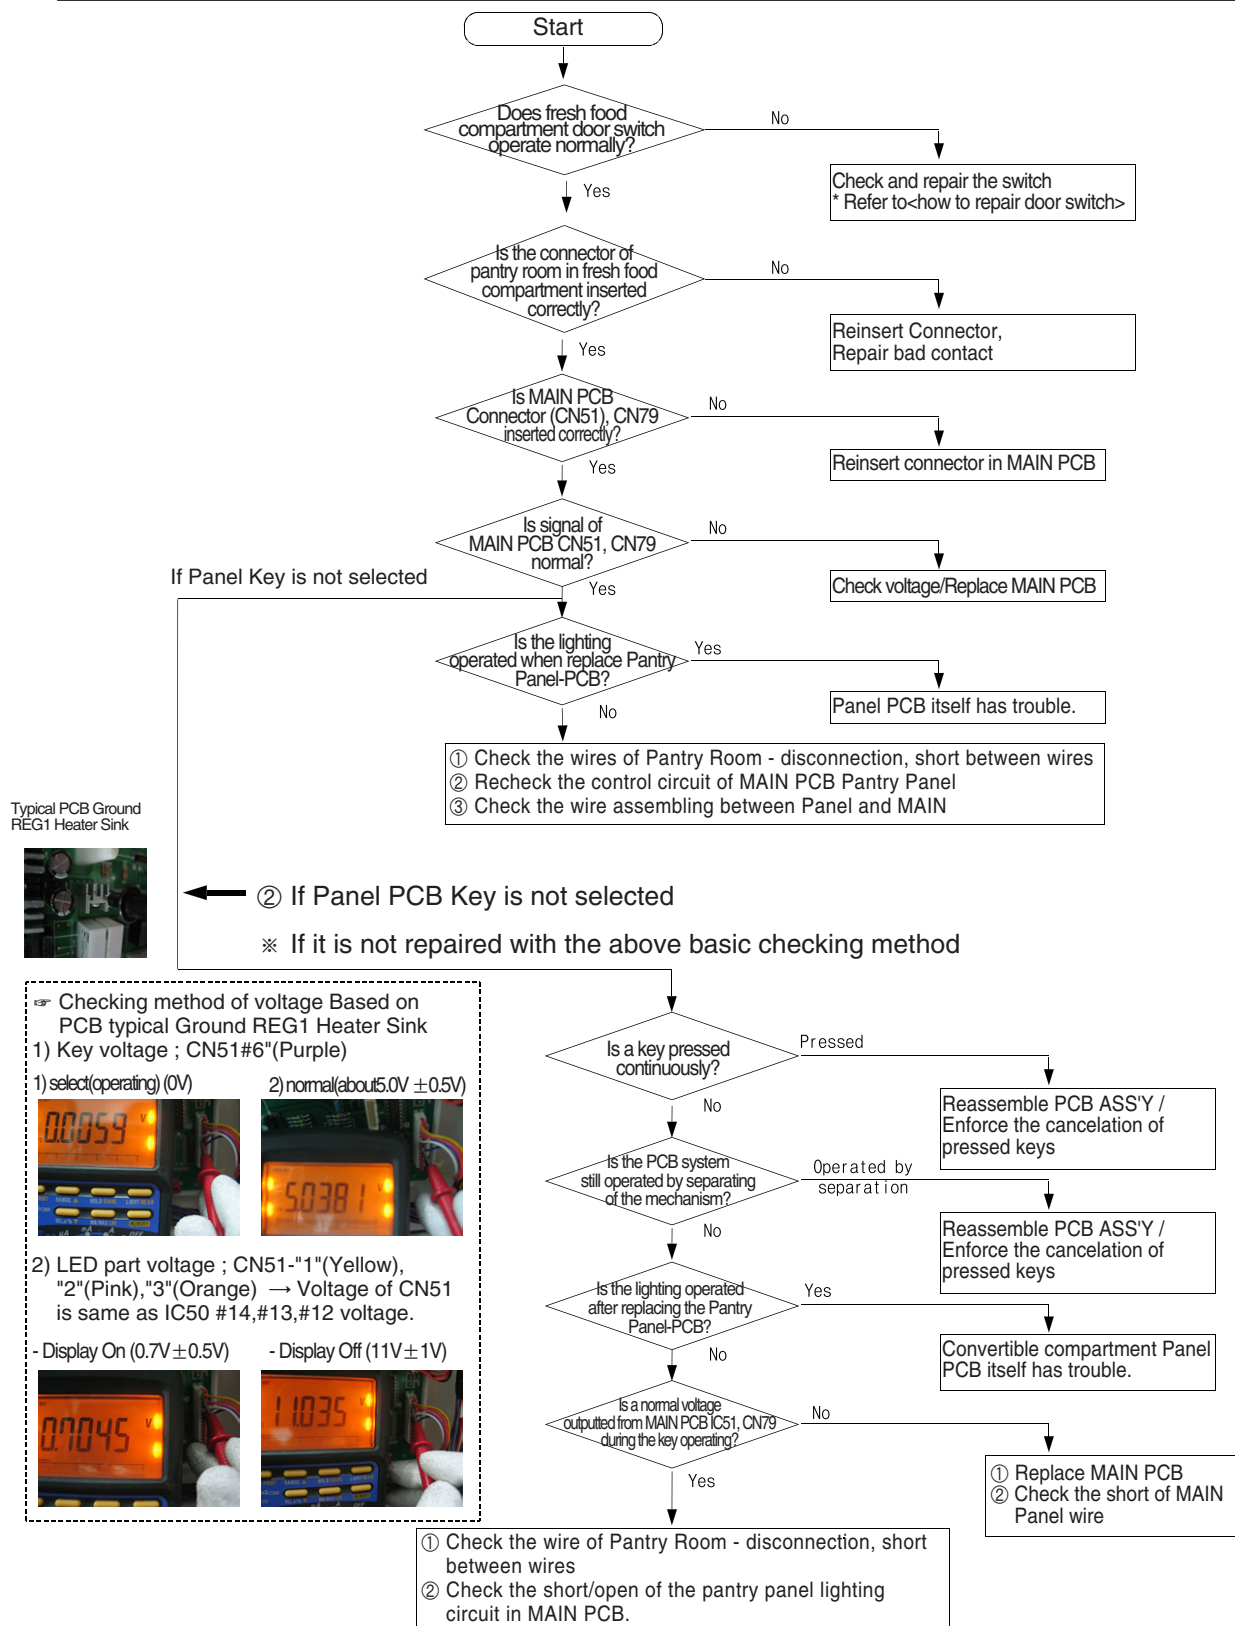 Start
Does fresh food
compartment door switch
operate normally?
No
Check and repair the switch
* Refer to<how to repair door switch>
Yes
Is the connector of
pantry room in fresh food
compartment inserted
correctly?
No
Reinsert Connector,
Repair bad contact
Yes
Is MAIN PCB
Connector (CN51), CN79
inserted correctly?
No
Reinsert connector in MAIN PCB
Yes
Is signal of
MAIN PCB CN51, CN79
normal?
No
Check voltage/Replace MAIN PCB
If Panel Key is not selected
Yes
Is the lighting
operated when replace Pantry
Panel-PCB?
Yes
Panel PCB itself has trouble.
No
① Check the wires of Pantry Room - disconnection, short between wires
② Recheck the control circuit of MAIN PCB Pantry Panel
③ Check the wire assembling between Panel and MAIN
Typical PCB Ground
REG1 Heater Sink
② If Panel PCB Key is not selected
※ If it is not repaired with the above basic checking method
☞ Checking method of voltage Based on
PCB typical Ground REG1 Heater Sink
1) Key voltage ; CN51#6"(Purple)
1) select(operating) (0V)
2) normal(about5.0V ±0.5V)
0.0059 V
5.0381 V
RANGE ▲ HOLD LIGHT
2) LED part voltage ; CN51-"1"(Yellow),
"2"(Pink),"3"(Orange) → Voltage of CN51
is same as IC50 #14,#13,#12 voltage.
- Display On (0.7V±0.5V)
- Display Off (11V±1V)
0.7045 V
11.035 V
Is a key pressed
continuously?
Pressed
Reassemble PCB ASS'Y /
Enforce the cancelation of
pressed keys
No
Is the PCB system
still operated by separating
of the mechanism?
Operated by
separation
Reassemble PCB ASS'Y /
Enforce the cancelation of
pressed keys
No
Is the lighting operated
after replacing the Pantry
Panel-PCB?
Yes
Convertible compartment Panel
PCB itself has trouble.
No
Is a normal voltage
outputted from MAIN PCB IC51, CN79
during the key operating?
No
① Replace MAIN PCB
② Check the short of MAIN
Panel wire
Yes
① Check the wire of Pantry Room - disconnection, short
between wires
② Check the short/open of the pantry panel lighting
circuit in MAIN PCB.